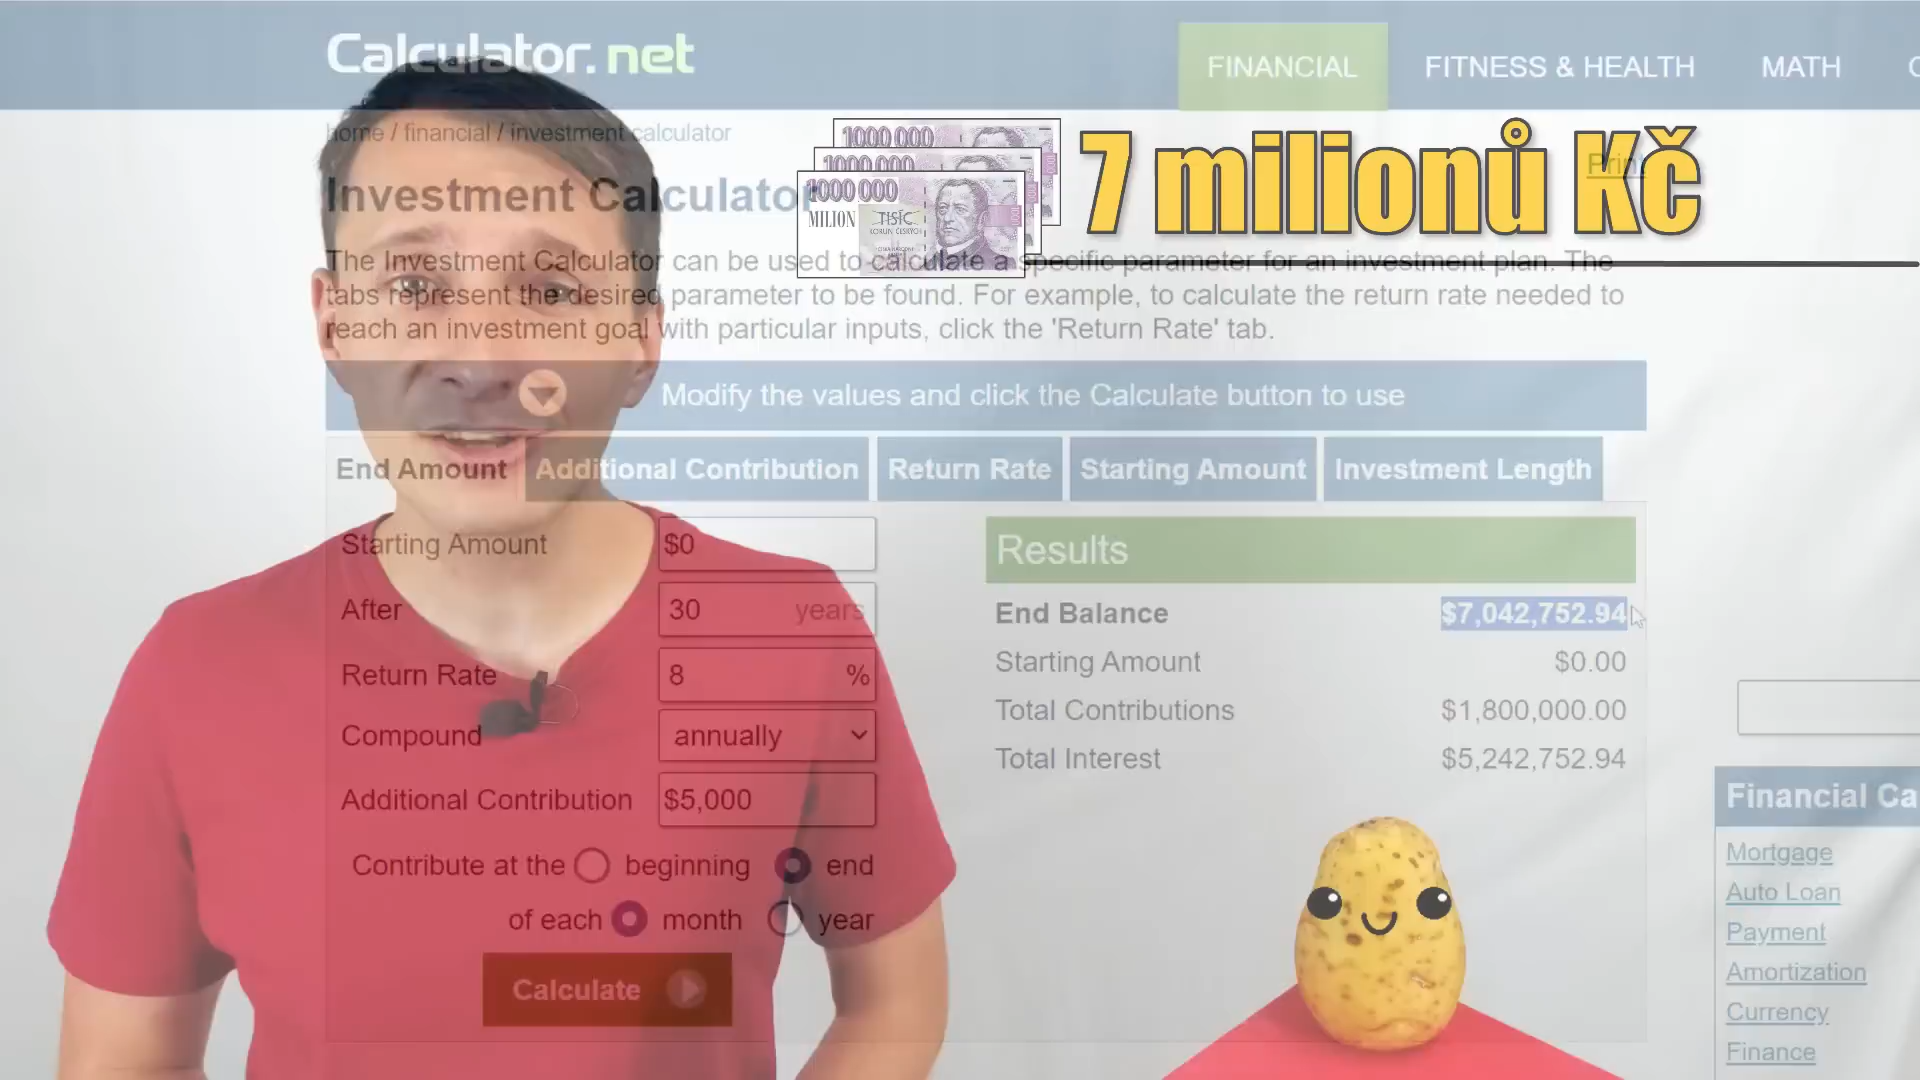 Calculator.net
FINANCIAL
FITNESS & HEALTH
MATH
home / financial / investment calculator
Print
Investment Calculator
1000 000
1000 000
1000 000
MILION
TISÍC
KORUN ČESKÝCH
7 milionů Kč
The Investment Calculator can be used to calculate a specific parameter for an investment plan. The
tabs represent the desired parameter to be found. For example, to calculate the return rate needed to
reach an investment goal with particular inputs, click the 'Return Rate' tab.
Modify the values and click the Calculate button to use
End Amount
Additional Contribution
Return Rate
Starting Amount
Investment Length
Starting Amount $0
After 30 years
Return Rate 8 %
Compound annually
Additional Contribution $5,000
Contribute at the beginning end
of each month year
Calculate
Results
End Balance $7,042,752.94
Starting Amount $0.00
Total Contributions $1,800,000.00
Total Interest $5,242,752.94
Financial Ca
Mortgage
Auto Loan
Payment
Amortization
Currency
Finance